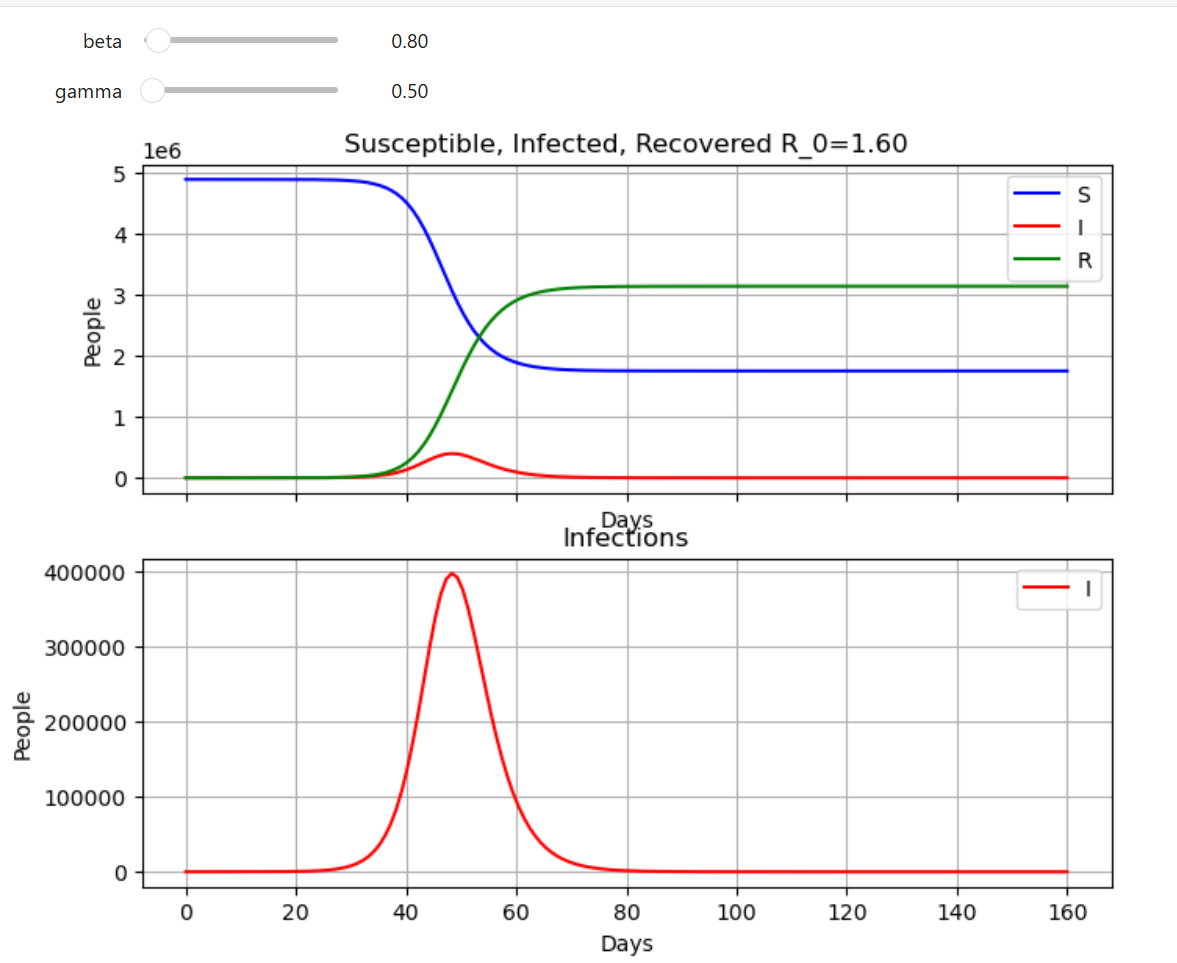 beta 0.80
gamma 0.50
Susceptible, Infected, Recovered R_0=1.60
1e6
5
4
3
2
1
0
People
S
I
R
Days
Infections
400000
300000
200000
100000
0
People
I
0 20 40 60 80 100 120 140 160
Days